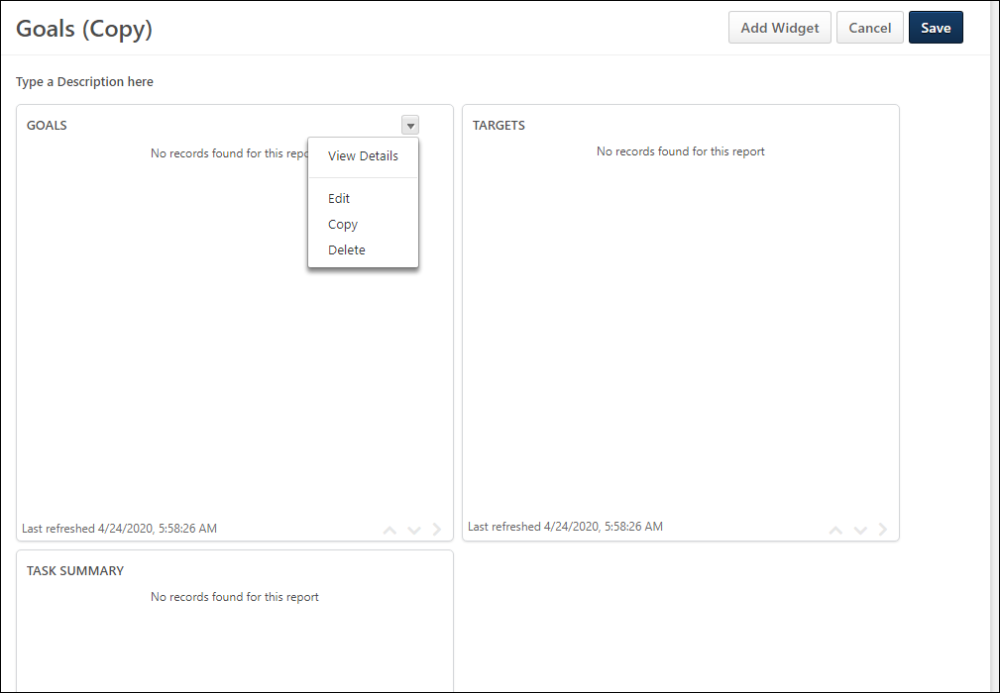 Goals (Copy)
Add Widget
Cancel
Save
Type a Description here
GOALS
No records found for this repo
View Details
Edit
Copy
Delete
Last refreshed 4/24/2020, 5:58:26 AM
TARGETS
No records found for this report
Last refreshed 4/24/2020, 5:58:26 AM
TASK SUMMARY
No records found for this report